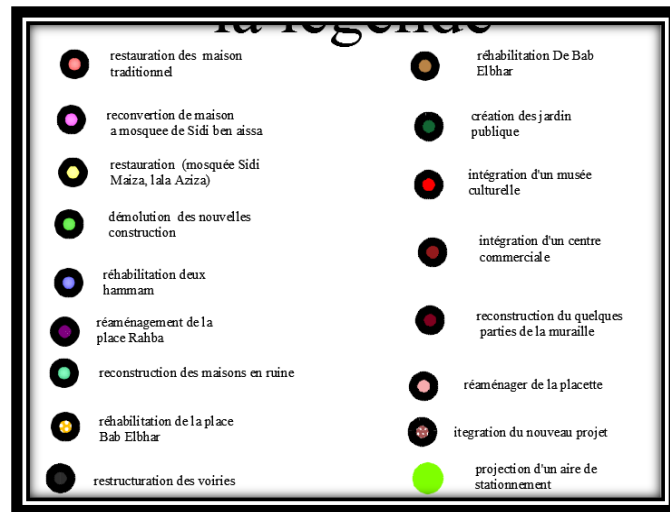 la légende
restauration des maison
traditionnel
reconvertion de maison
a mosquee de Sidi ben aissa
restauration (mosquée Sidi
Maiza, lala Aziza)
démolution des nouvelles
construction
réhabilitation deux
hammam
réaménagement de la
place Rahba
reconstruction des maisons en ruine
réhabilitation de la place
Bab Elbhar
restructuration des voiries
réhabilitation De Bab
Elbhar
création des jardin
publique
intégration d'un musée
culturelle
intégration d'un centre
commerciale
reconstruction du quelques
parties de la muraille
réaménager de la placette
itegration du nouveau projet
projection d'un aire de
stationnement